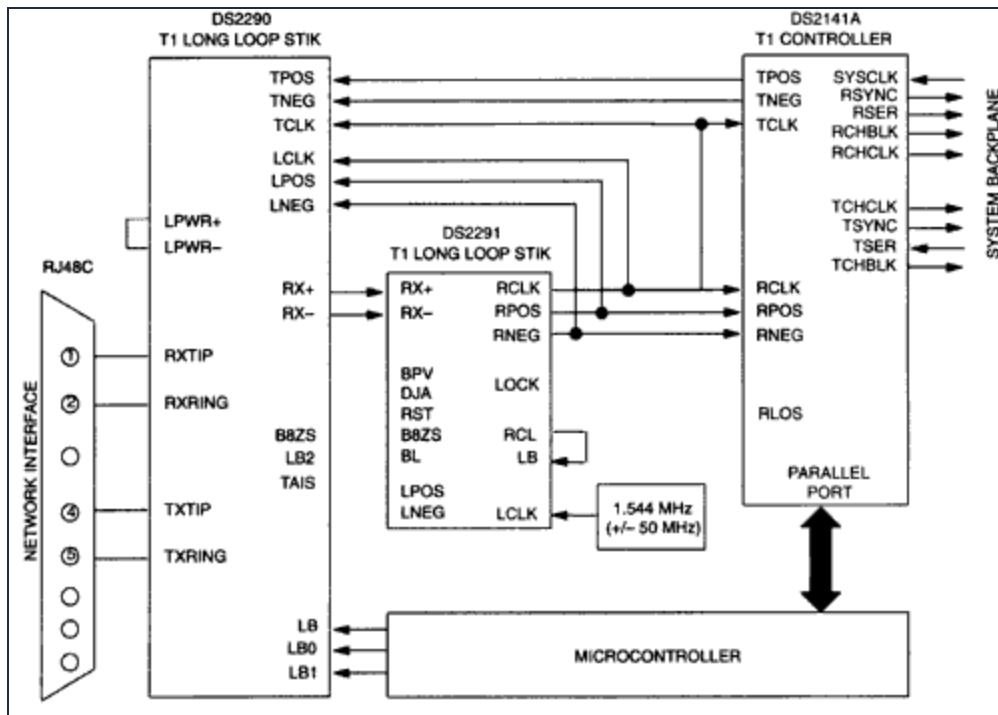 DS2290
T1 LONG LOOP STIK
DS2141A
T1 CONTROLLER
TPOS
TNEG
TCLK
LCLK
LPOS
LNEG
LPWR+
LPWR–
RX+
RX–
RXTIP
RXRING
B8ZS
LB2
TAIS
TXTIP
TXRING
LB
LB0
LB1
RJ48C
NETWORK INTERFACE
1
2
4
5
DS2291
T1 LONG LOOP STIK
RX+
RX–
BPV
DJA
RST
B8ZS
BL
LPOS
LNEG
RCLK
RPOS
RNEG
LOCK
RCL
LB
LCLK
1.544 MHz
(+/– 50 MHz)
TPOS
TNEG
TCLK
RCLK
RPOS
RNEG
RLOS
PARALLEL
PORT
SYSCLK
RSYNC
RSER
RCHBLK
RCHCLK
TCHCLK
TSYNC
TSER
TCHBLK
SYSTEM BACKPLANE
MICROCONTROLLER